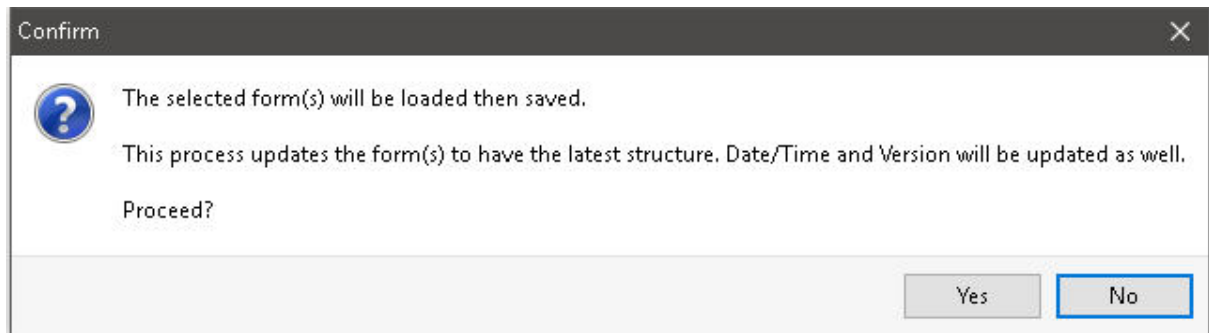 Confirm
The selected form(s) will be loaded then saved.
This process updates the form(s) to have the latest structure. Date/Time and Version will be updated as well.
Proceed?
Yes
No